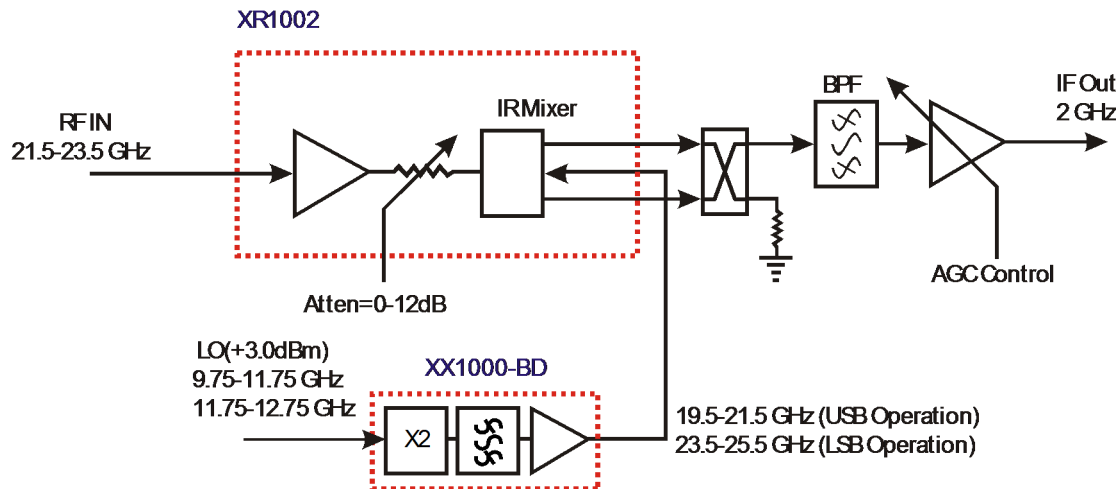 XR1002
RF IN
21.5-23.5 GHz
IR Mixer
BPF
IF Out
2 GHz
Atten=0-12dB
AGC Control
LO(+3.0dBm)
9.75-11.75 GHz
11.75-12.75 GHz
XX1000-BD
X2
19.5-21.5 GHz (USB Operation)
23.5-25.5 GHz (LSB Operation)